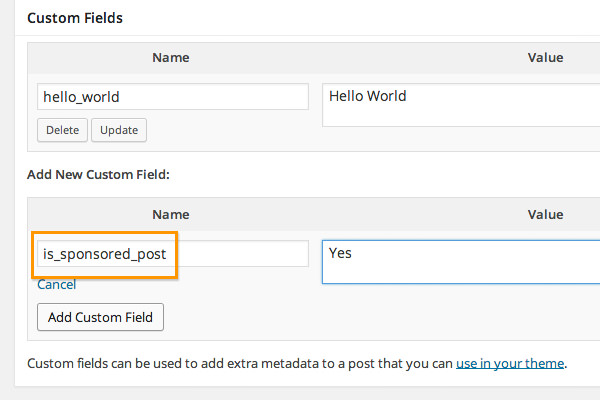 Custom Fields
Name Value
hello_world Hello World
Delete Update
Add New Custom Field:
Name Value
is_sponsored_post Yes
Cancel
Add Custom Field
Custom fields can be used to add extra metadata to a post that you can use in your theme.